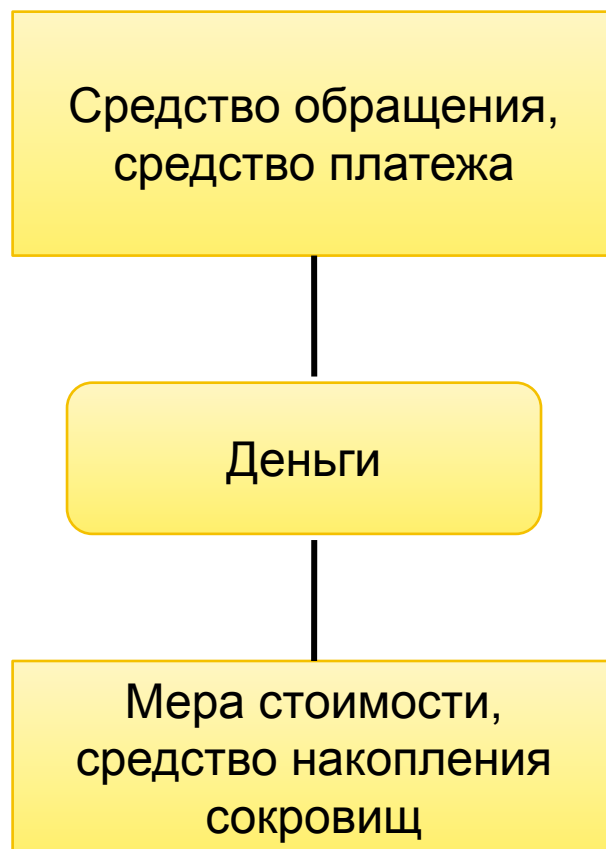 Средство обращения,
средство платежа
Деньги
Мера стоимости,
средство накопления
сокровищ